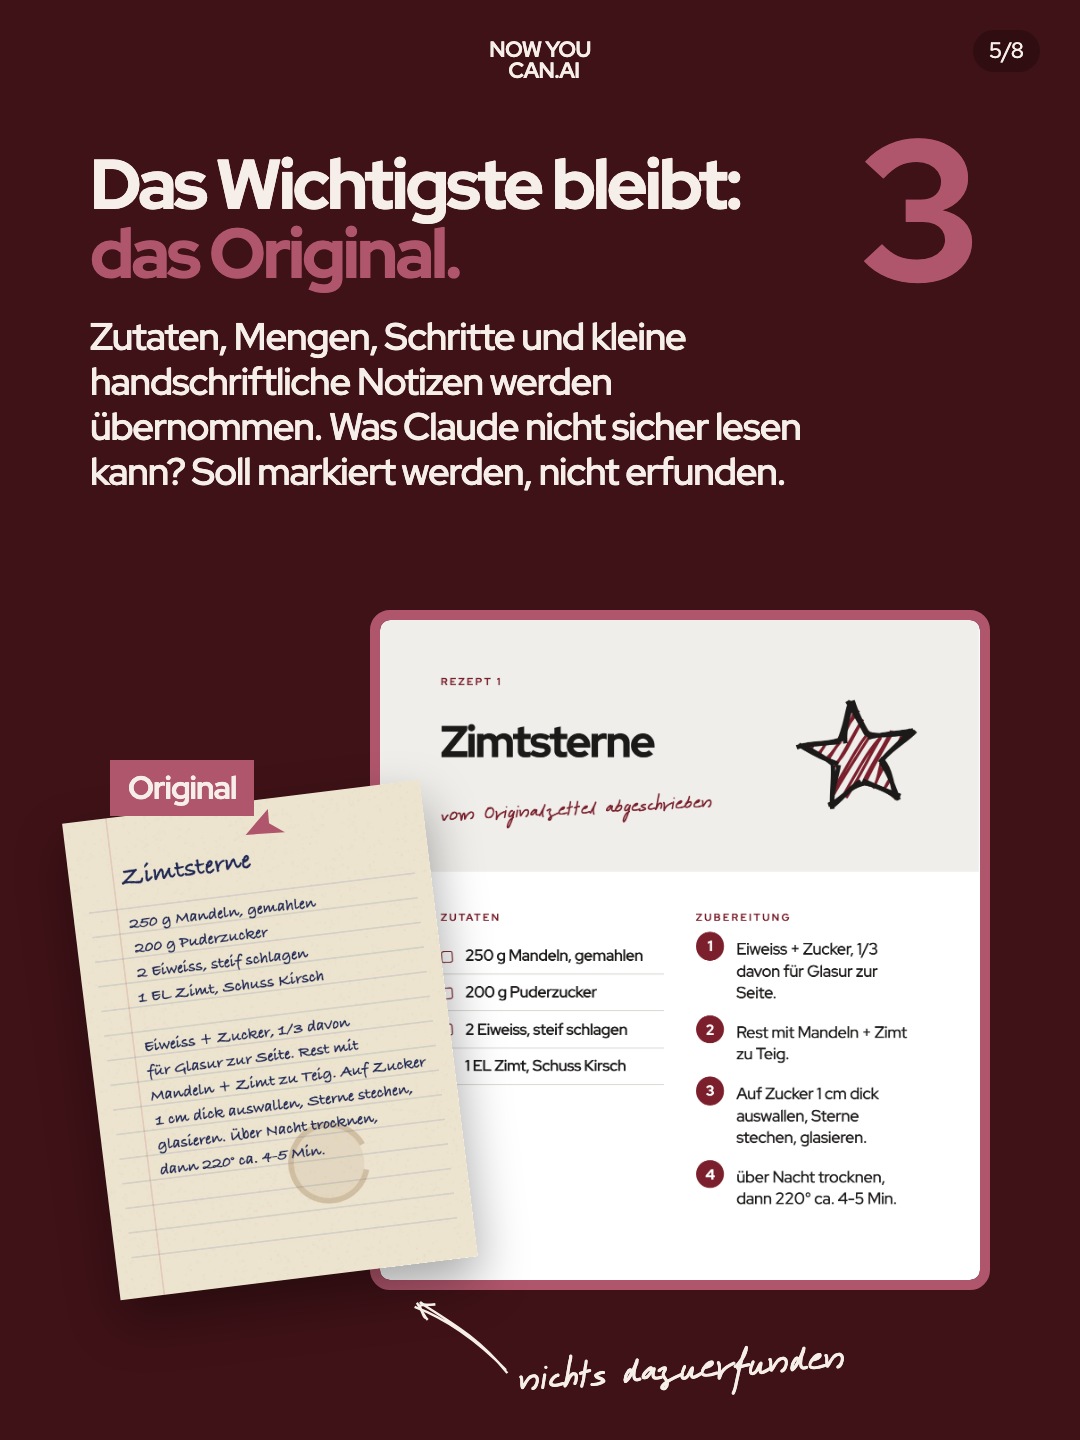 NOW YOU
CAN.AI
5/8
Das Wichtigste bleibt:
das Original.
3
Zutaten, Mengen, Schritte und kleine
handschriftliche Notizen werden
übernommen. Was Claude nicht sicher lesen
kann? Soll markiert werden, nicht erfunden.
Original
Zimtsterne
250 g Mandeln, gemahlen
200 g Puderzucker
2 Eiweiss, steif schlagen
1 EL Zimt, Schuss Kirsch
Eiweiss + Zucker, 1/3 davon
für Glasur zur Seite. Rest mit
Mandeln + Zimt zu Teig. Auf Zucker
1 cm dick auswallen, Sterne stechen,
glasieren. Über Nacht trocknen,
dann 220° ca. 4-5 Min.
REZEPT 1
Zimtsterne
vom Originalzettel abgeschrieben
ZUTATEN
250 g Mandeln, gemahlen
200 g Puderzucker
2 Eiweiss, steif schlagen
1 EL Zimt, Schuss Kirsch
ZUBEREITUNG
1 Eiweiss + Zucker, 1/3
davon für Glasur zur
Seite.
2 Rest mit Mandeln + Zimt
zu Teig.
3 Auf Zucker 1 cm dick
auswallen, Sterne
stechen, glasieren.
4 über Nacht trocknen,
dann 220° ca. 4-5 Min.
nichts dazuerfunden